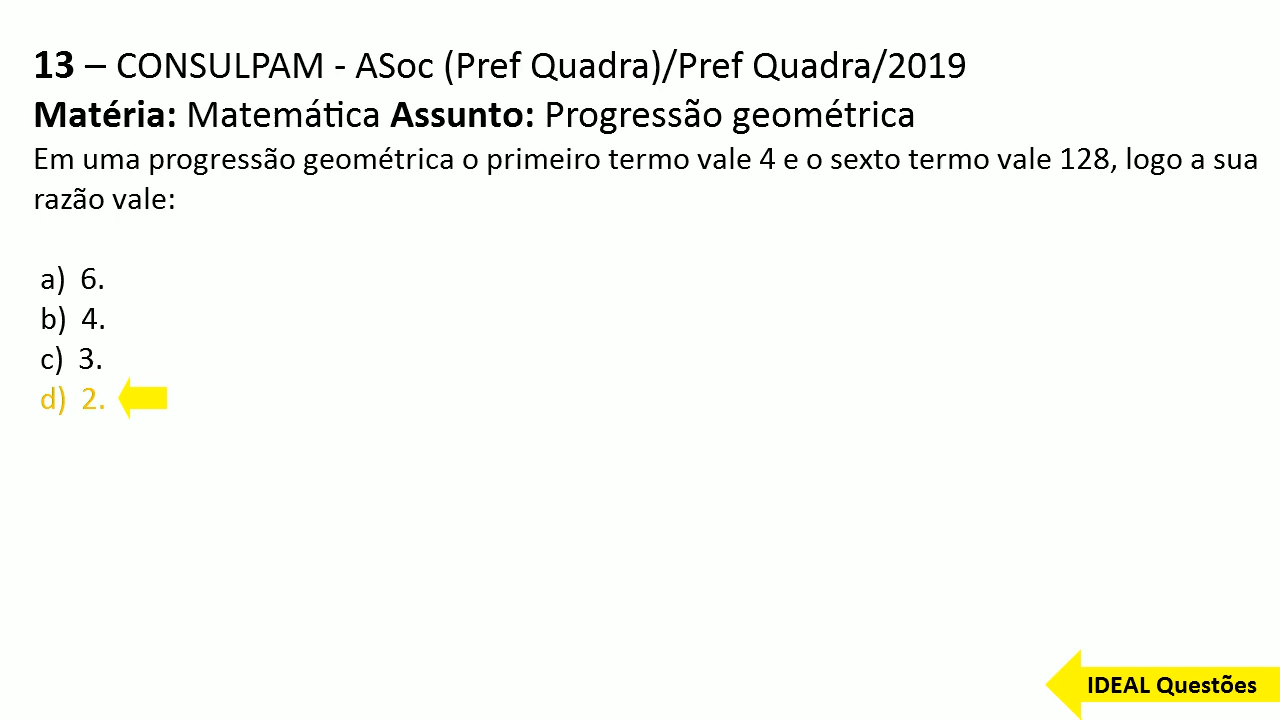 13 – CONSULPAM - ASoc (Pref Quadra)/Pref Quadra/2019
Matéria: Matemática Assunto: Progressão geométrica
Em uma progressão geométrica o primeiro termo vale 4 e o sexto termo vale 128, logo a sua
razão vale:
a) 6.
b) 4.
c) 3.
d) 2.
IDEAL Questões